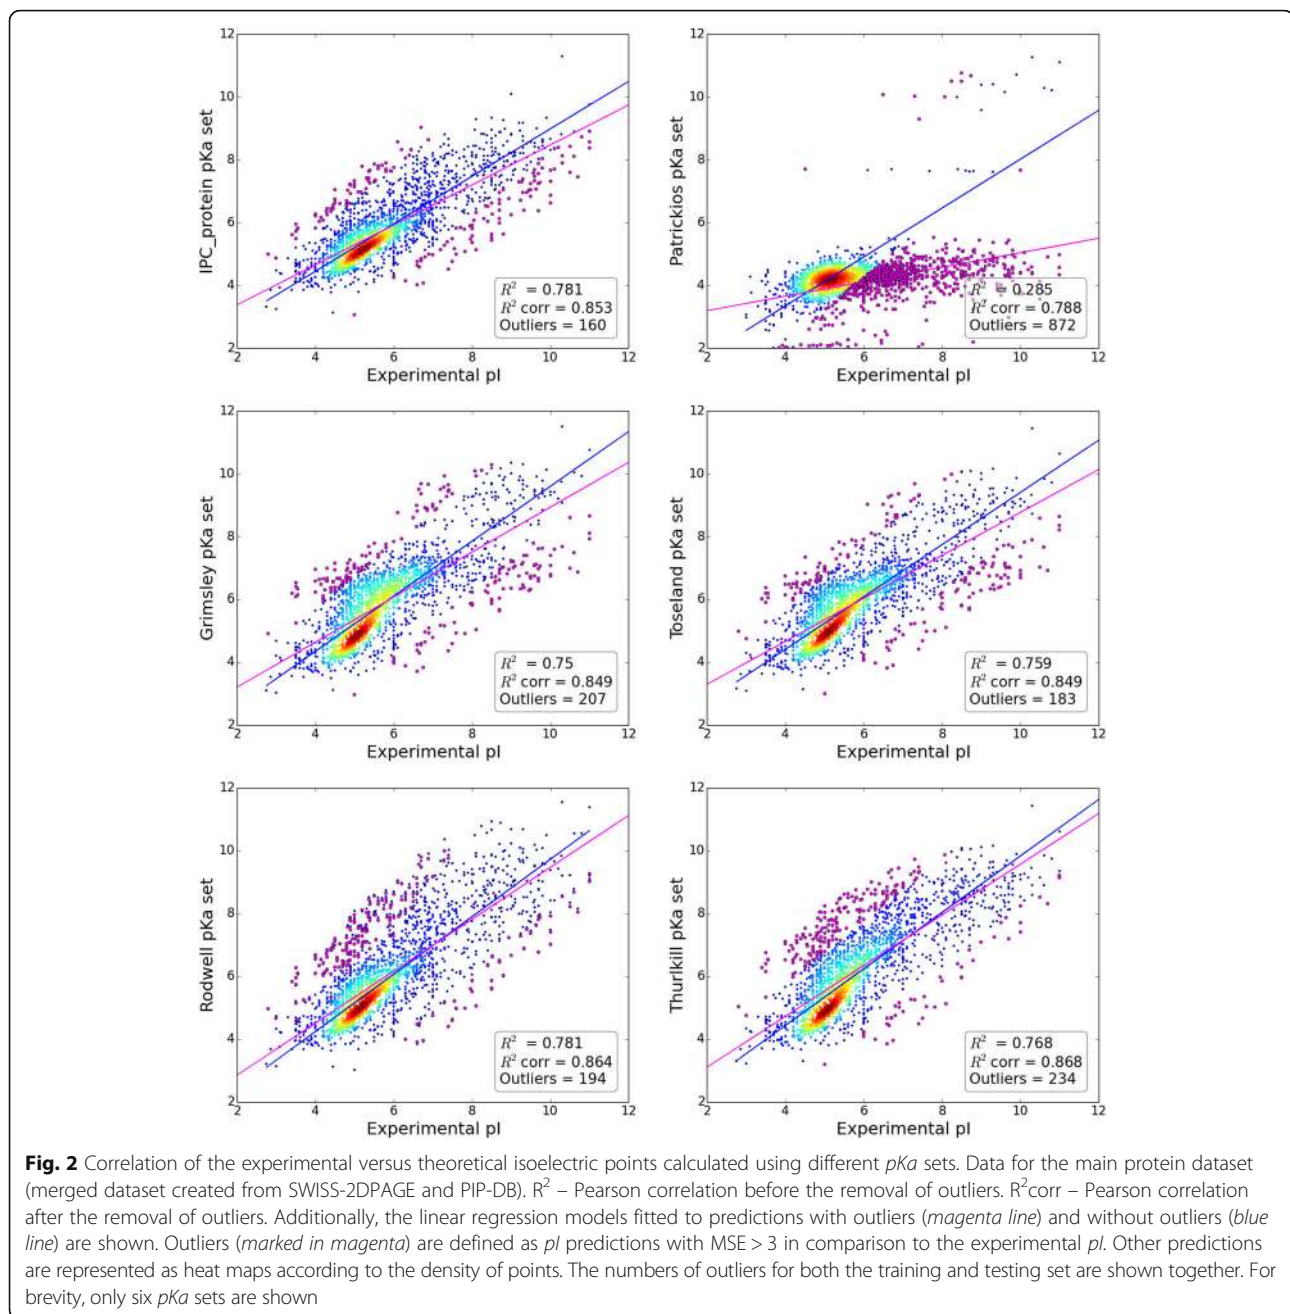 12
10
8
6
4
2
IPC_protein pKa set
R² = 0.781
R² corr = 0.853
Outliers = 160
2 4 6 8 10 12
Experimental pI
12
10
8
6
4
2
Patrickios pKa set
R² = 0.285
R² corr = 0.788
Outliers = 872
2 4 6 8 10 12
Experimental pI
12
10
8
6
4
2
Grimsley pKa set
R² = 0.75
R² corr = 0.849
Outliers = 207
2 4 6 8 10 12
Experimental pI
12
10
8
6
4
2
Toseland pKa set
R² = 0.759
R² corr = 0.849
Outliers = 183
2 4 6 8 10 12
Experimental pI
12
10
8
6
4
2
Rodwell pKa set
R² = 0.781
R² corr = 0.864
Outliers = 194
2 4 6 8 10 12
Experimental pI
12
10
8
6
4
2
Thurlkill pKa set
R² = 0.768
R² corr = 0.868
Outliers = 234
2 4 6 8 10 12
Experimental pI
Fig. 2 Correlation of the experimental versus theoretical isoelectric points calculated using different pKa sets. Data for the main protein dataset
(merged dataset created from SWISS-2DPAGE and PIP-DB). R² – Pearson correlation before the removal of outliers. R²corr – Pearson correlation
after the removal of outliers. Additionally, the linear regression models fitted to predictions with outliers (magenta line) and without outliers (blue
line) are shown. Outliers (marked in magenta) are defined as pI predictions with MSE > 3 in comparison to the experimental pI. Other predictions
are represented as heat maps according to the density of points. The numbers of outliers for both the training and testing set are shown together. For
brevity, only six pKa sets are shown